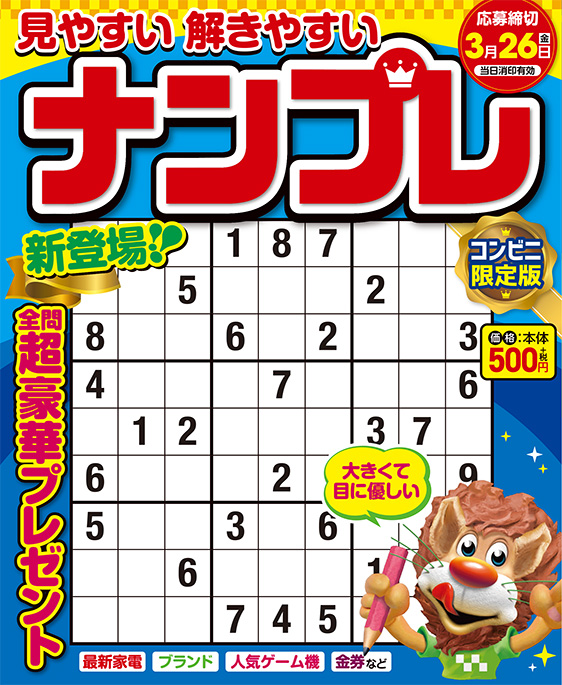 見やすい 解きやすい
応募締切
3月26日 金
当日消印有効
ナンプレ
新登場!!
コンビニ
限定版
価格:本体
500円+税
全問超豪華プレゼント
1 8 7
5 2
8 6 2 3
4 7 6
1 2 3 7
6 2 9
5 3 6
6 1
7 4 5
大きくて
目に優しい
最新家電 ブランド 人気ゲーム機 金券など